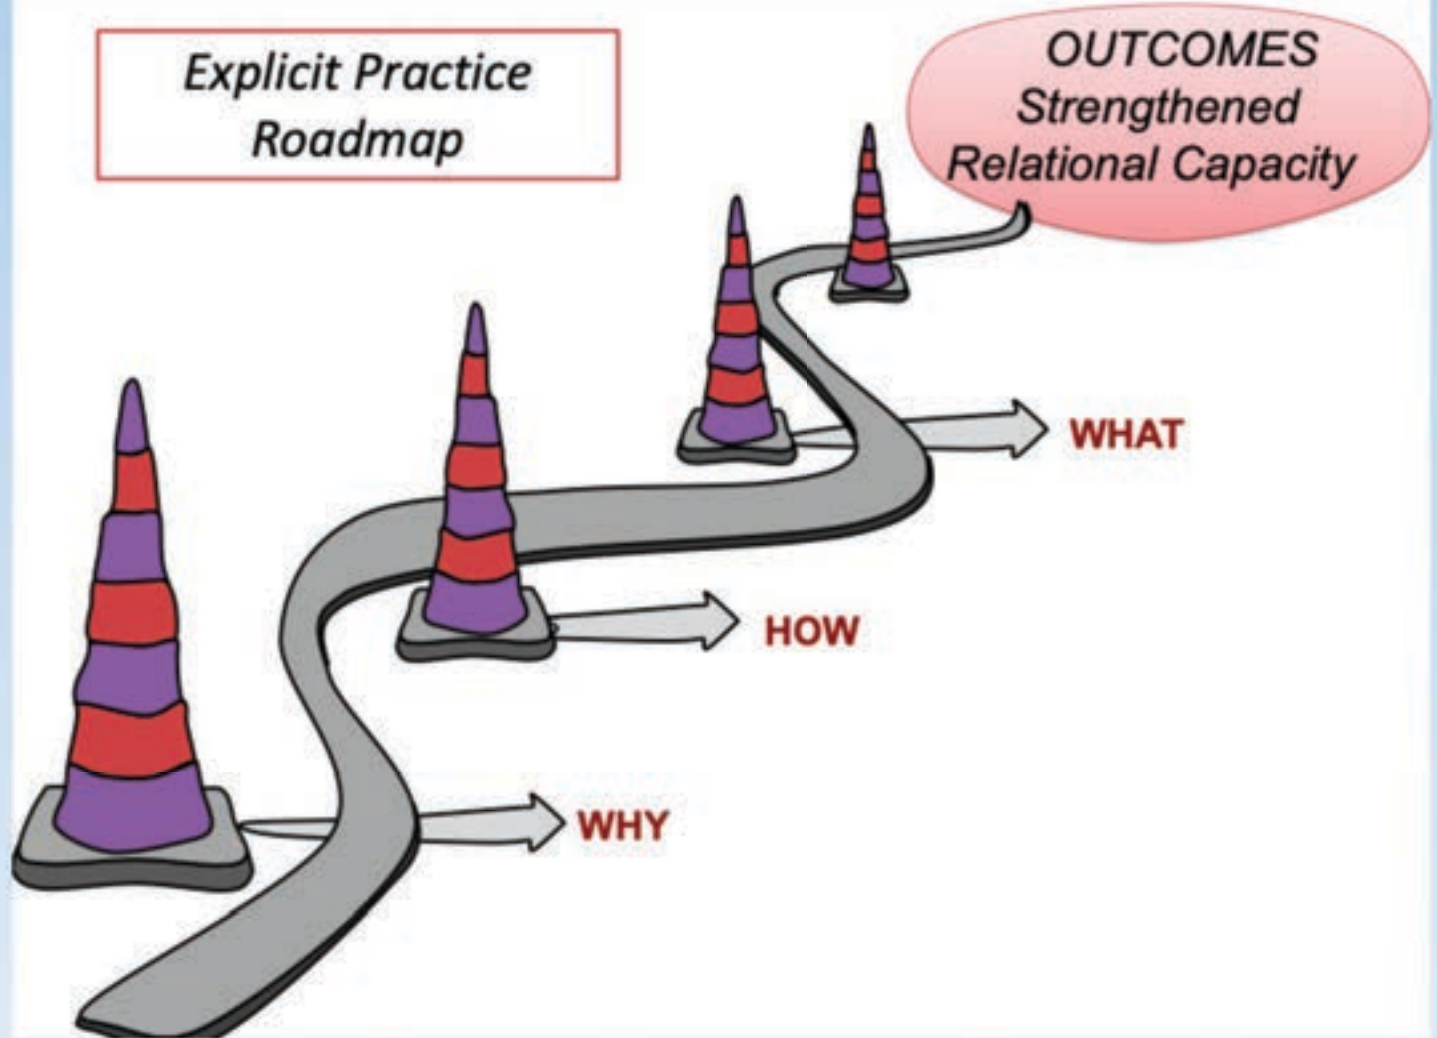 Explicit Practice
Roadmap
OUTCOMES
Strengthened
Relational Capacity
WHAT
HOW
WHY